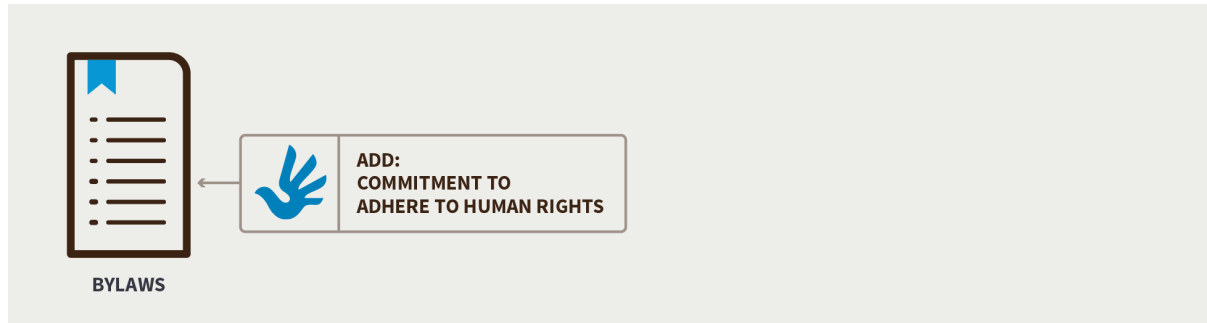 ADD:
COMMITMENT TO
ADHERE TO HUMAN RIGHTS
BYLAWS